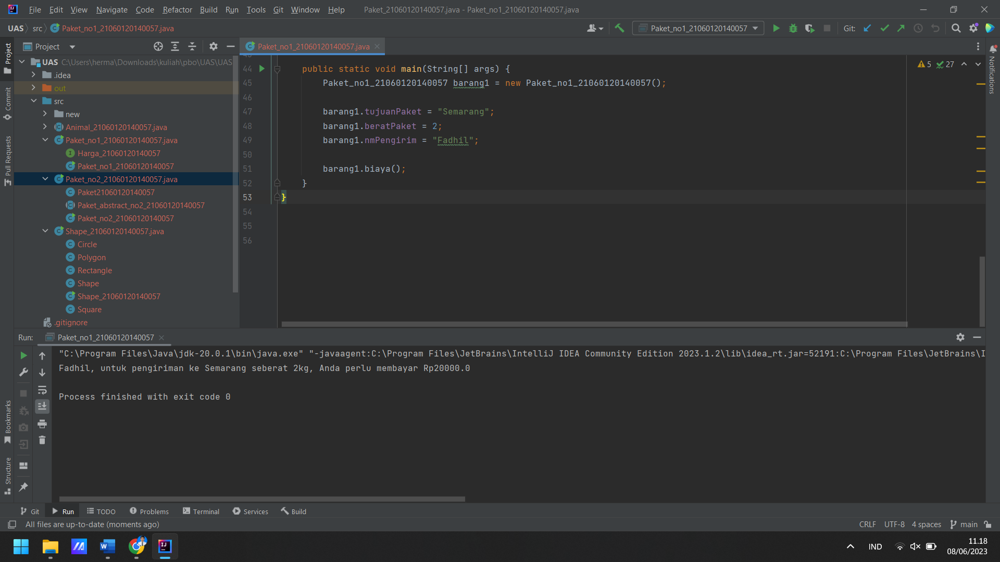 File Edit View Navigate Code Refactor Build Run Tools Git Window Help Paket_21060120140057.java - Paket_no1_21060120140057.java
UAS src Paket_no1_21060120140057.java Paket_no1_21060120140057 Git:
Project Paket_no1_21060120140057.java
UAS C:\Users\herma\Downloads\kuliah\pbo\UAS\UAS
.idea
out
src
new
Animal_21060120140057.java
Paket_no1_21060120140057.java
Harga_21060120140057
Paket_no1_21060120140057
Paket_no2_21060120140057.java
Paket21060120140057
Paket_abstract_no2_21060120140057
Paket_no2_21060120140057
Shape_21060120140057.java
Circle
Polygon
Rectangle
Shape
Shape_21060120140057
Square
.gitignore
Project
Commit
Pull Requests
Bookmarks
Structure
Notifications
5 27
44 public static void main(String[] args) {
45 Paket_no1_21060120140057 barang1 = new Paket_no1_21060120140057();
46
47 barang1.tujuanPaket = "Semarang";
48 barang1.beratPaket = 2;
49 barang1.nmPengirim = "Fadhil";
50
51 barang1.biaya();
52 }
53 }
54
55
56
Run: Paket_no1_21060120140057
"C:\Program Files\Java\jdk-20.0.1\bin\java.exe" "-javaagent:C:\Program Files\JetBrains\IntelliJ IDEA Community Edition 2023.1.2\lib\idea_rt.jar=52191:C:\Program Files\JetBrains\I
Fadhil, untuk pengiriman ke Semarang seberat 2kg, Anda perlu membayar Rp20000.0
Process finished with exit code 0
Git Run TODO Problems Terminal Services Build
All files are up-to-date (moments ago) CRLF UTF-8 4 spaces main
IND 11.18
08/06/2023